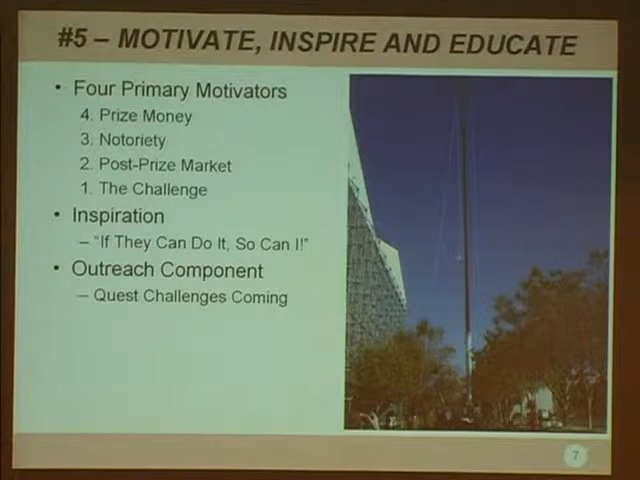 #5 – MOTIVATE, INSPIRE AND EDUCATE
• Four Primary Motivators
4. Prize Money
3. Notoriety
2. Post-Prize Market
1. The Challenge
• Inspiration
– "If They Can Do It, So Can I!"
• Outreach Component
– Quest Challenges Coming
7